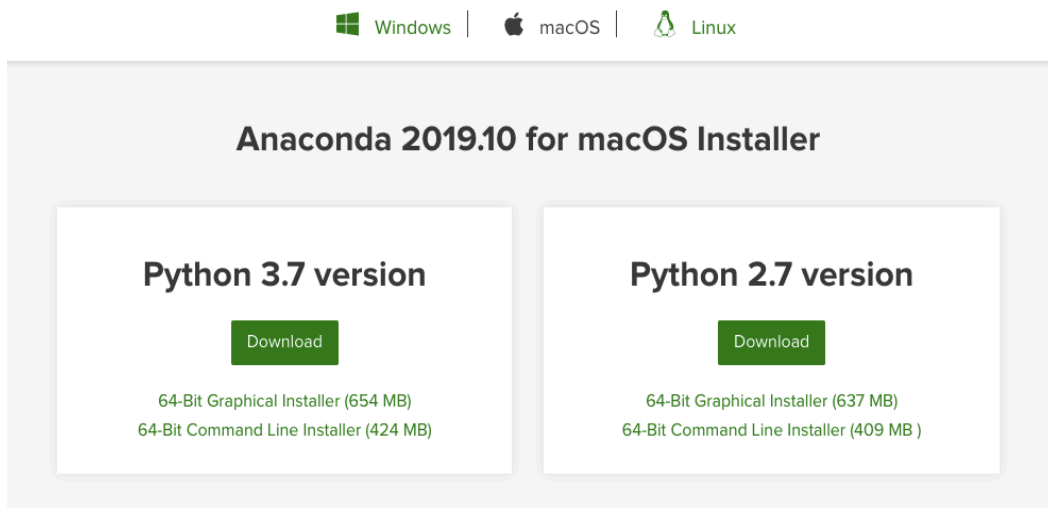 Windows | macOS | Linux
Anaconda 2019.10 for macOS Installer
Python 3.7 version
Download
64-Bit Graphical Installer (654 MB)
64-Bit Command Line Installer (424 MB)
Python 2.7 version
Download
64-Bit Graphical Installer (637 MB)
64-Bit Command Line Installer (409 MB )